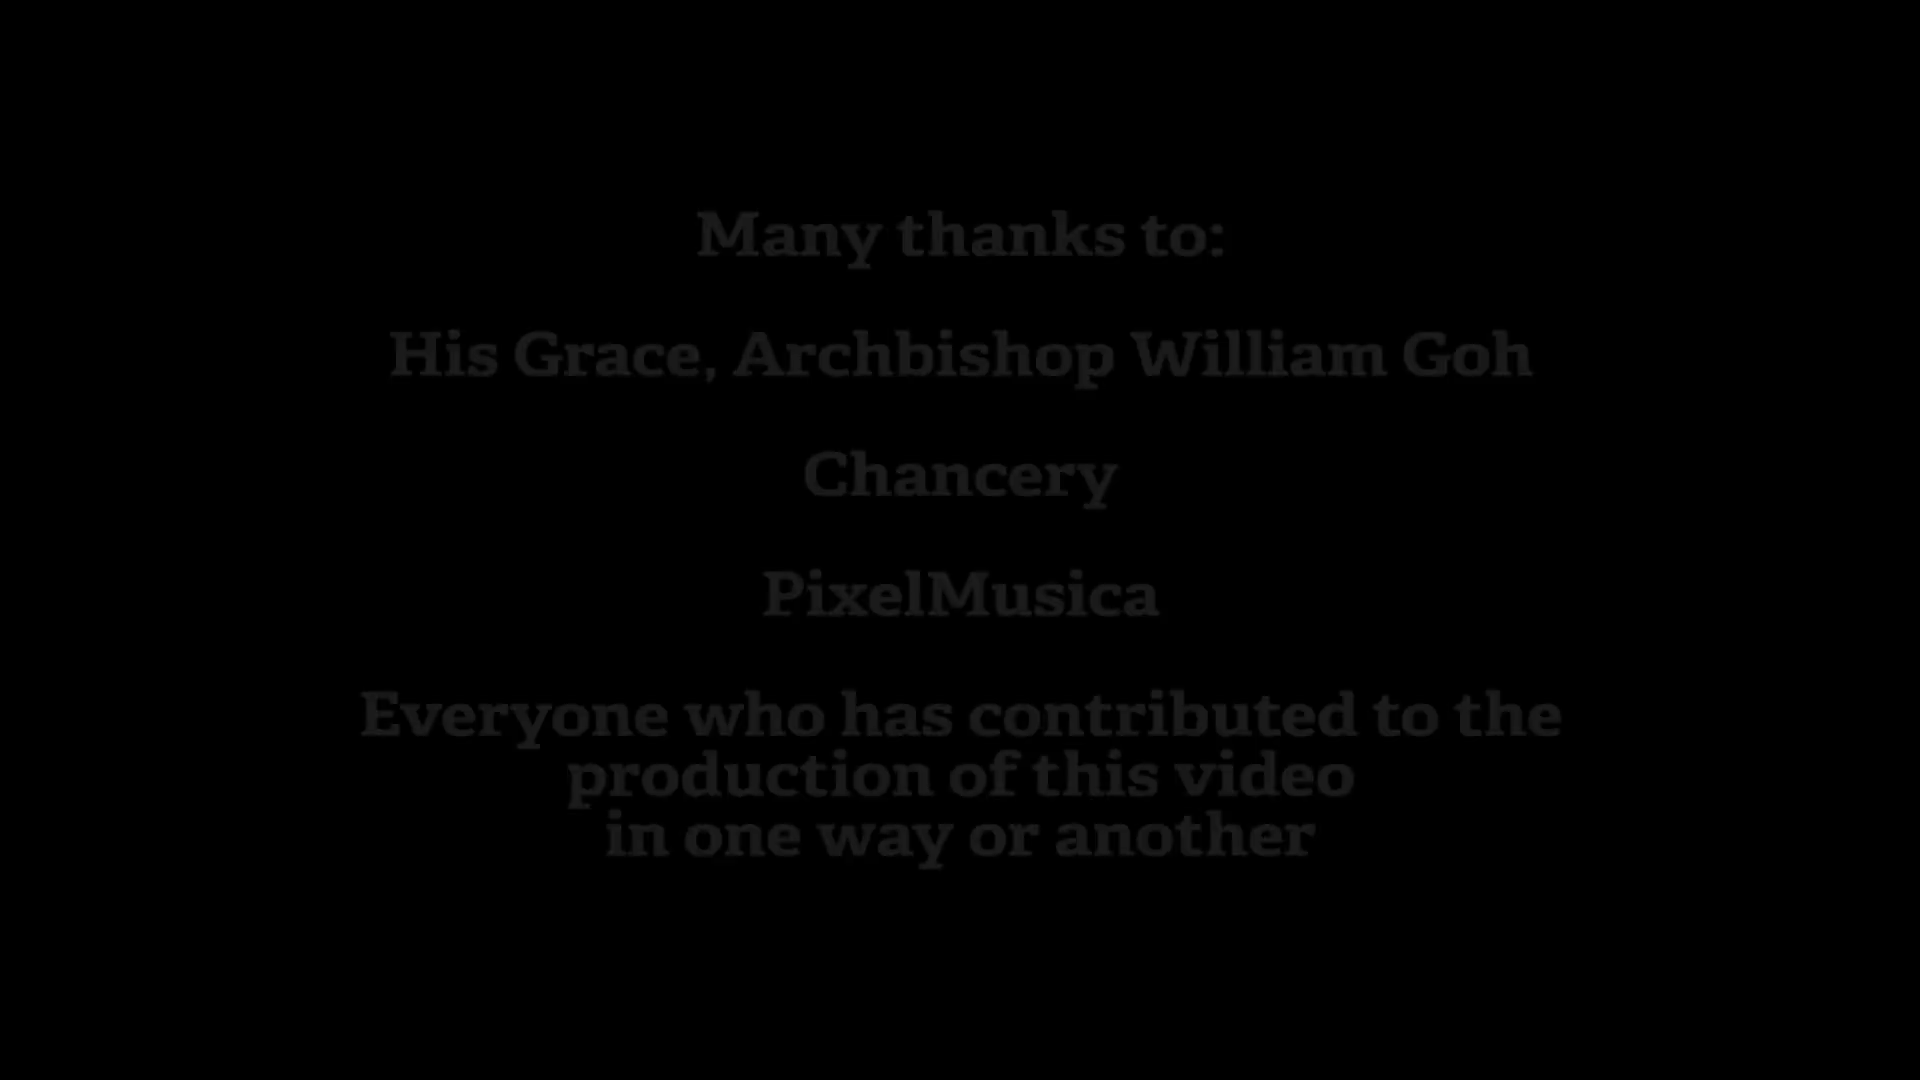 Many thanks to:
His Grace, Archbishop William Goh
Chancery
PixelMusica
Everyone who has contributed to the
production of this video
in one way or another